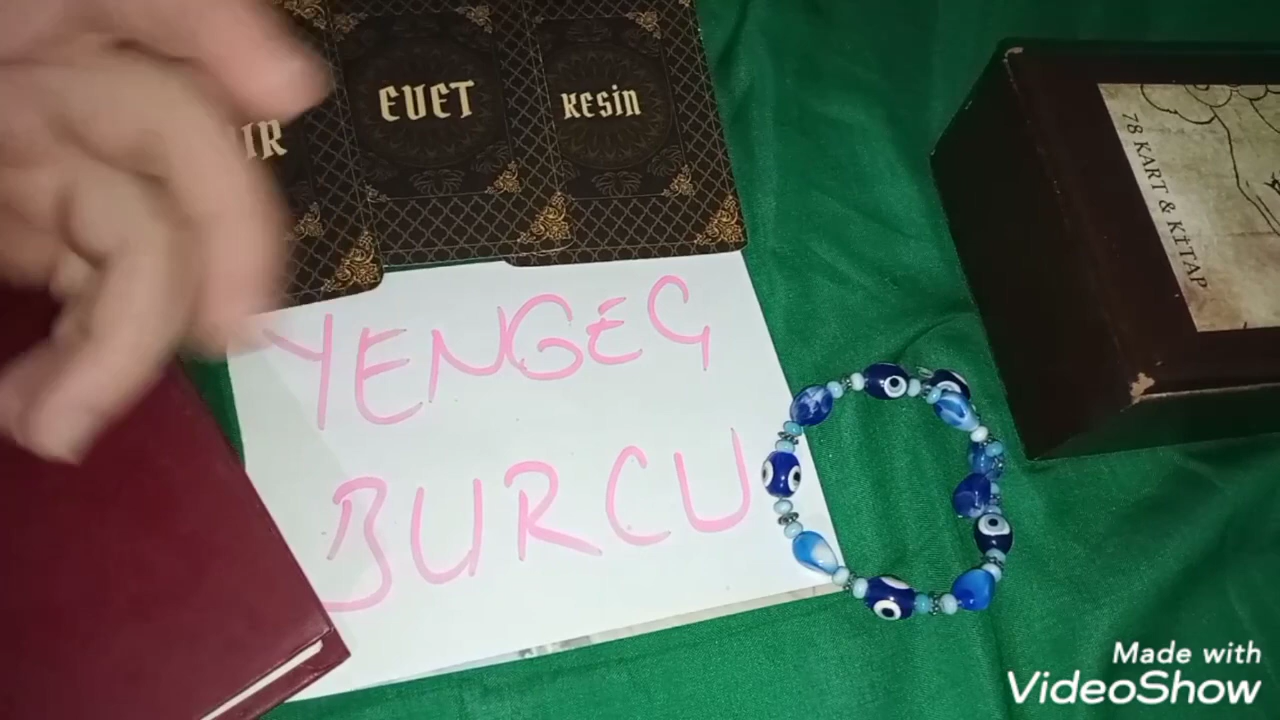 EVET
KESİN
YENGEÇ
BURCU
78 KART & KİTAP
Made with
VideoShow